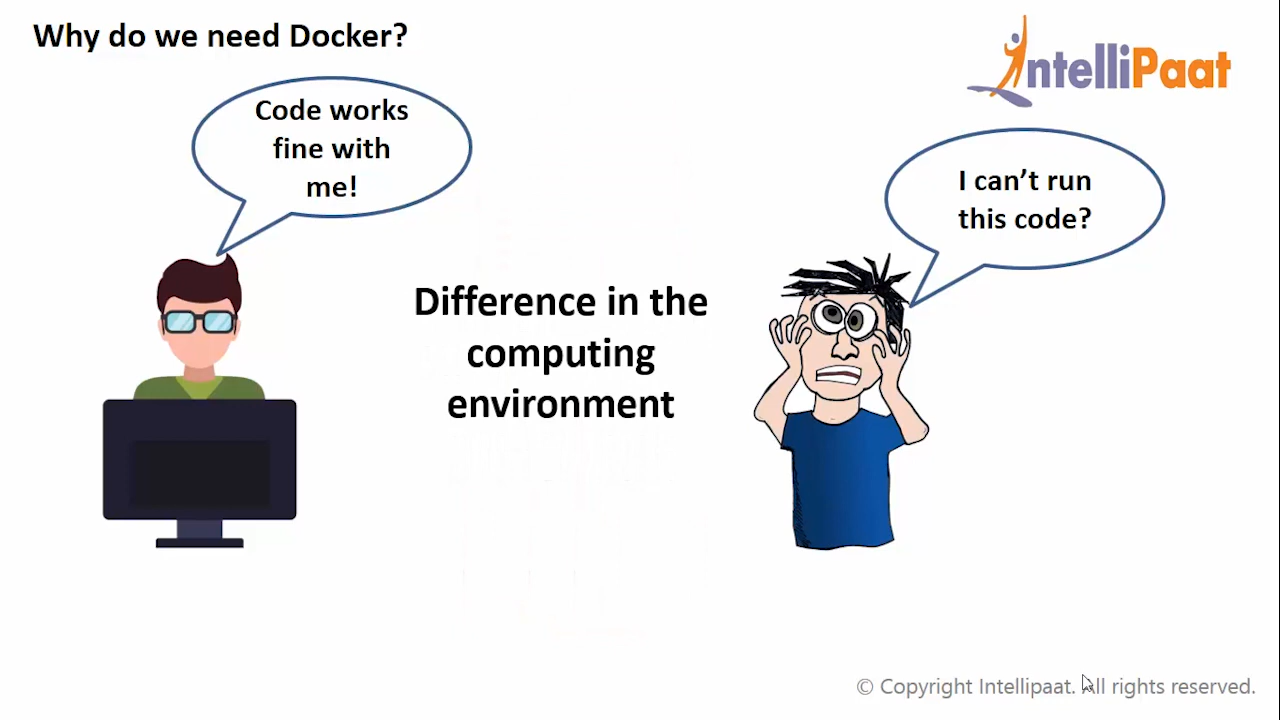 Why do we need Docker?
IntelliPaat
Code works
fine with
me!
I can't run
this code?
Difference in the
computing
environment
© Copyright Intellipaat. All rights reserved.